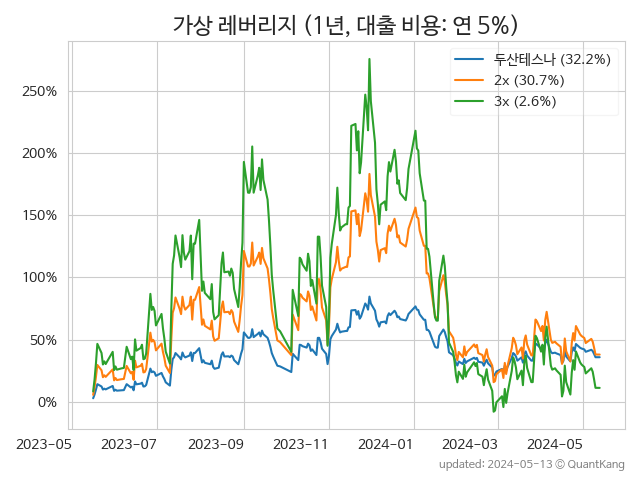 가상 레버리지 (1년, 대출 비용: 연 5%)
두산테스나 (32.2%)
2x (30.7%)
3x (2.6%)
250%
200%
150%
100%
50%
0%
2023-05 2023-07 2023-09 2023-11 2024-01 2024-03 2024-05
updated: 2024-05-13 ⓒ QuantKang